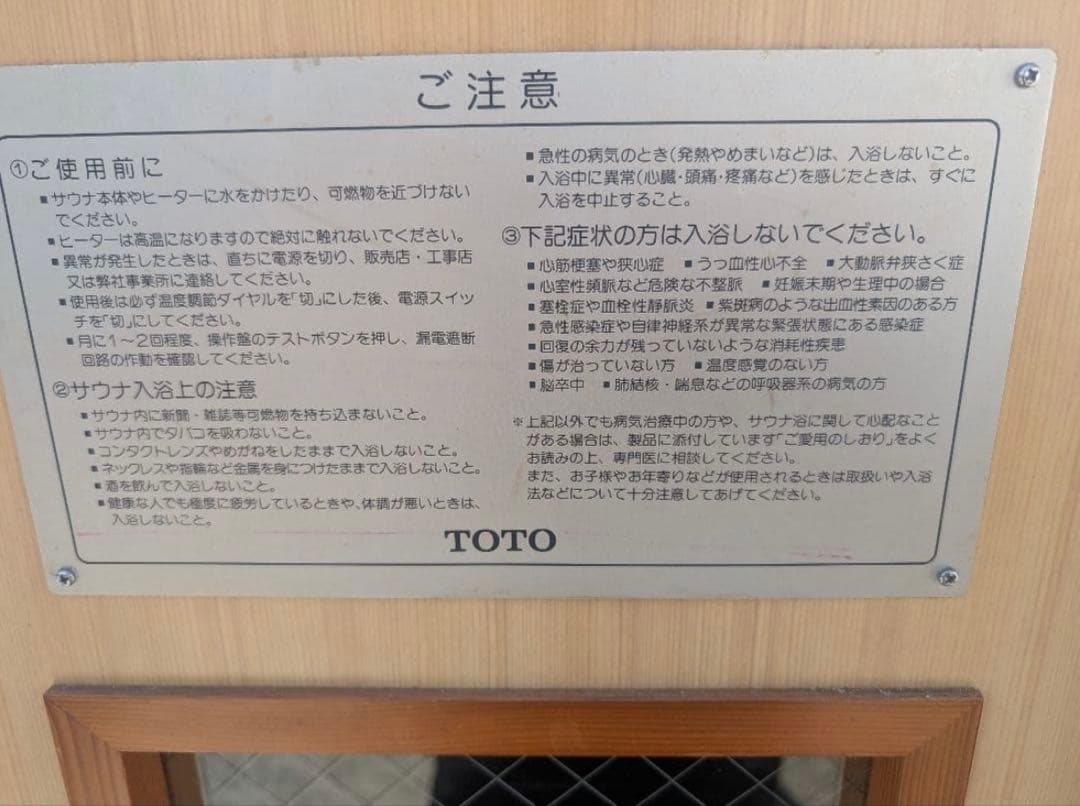 ご注意
①ご使用前に
■サウナ本体やヒーターに水をかけたり、可燃物を近づけない
でください。
■ヒーターは高温になりますので絶対に触れないでください。
■異常が発生したときは、直ちに電源を切り、販売店・工事店
又は弊社事業所に連絡してください。
■使用後は必ず温度調節ダイヤルを「切」にした後、電源スイッ
チを「切」にしてください。
■月に1～2回程度、操作盤のテストボタンを押し、漏電遮断
回路の作動を確認してください。
②サウナ入浴上の注意
■サウナ内に新聞・雑誌等可燃物を持ち込まないこと。
■サウナ内でタバコを吸わないこと。
■コンタクトレンズやめがねをしたままで入浴しないこと。
■ネックレスや指輪など金属を身につけたままで入浴しないこと。
■酒を飲んで入浴しないこと。
■健康な人でも極度に疲労しているときや、体調が悪いときは、
入浴しないこと。
■急性の病気のとき(発熱やめまいなど)は、入浴しないこと。
■入浴中に異常(心臓・頭痛・疼痛など)を感じたときは、すぐに
入浴を中止すること。
③下記症状の方は入浴しないでください。
■心筋梗塞や狭心症 ■うっ血性心不全 ■大動脈弁狭さく症
■心室性頻脈など危険な不整脈 ■妊娠末期や生理中の場合
■塞栓症や血栓性静脈炎 ■紫斑病のような出血性素因のある方
■急性感染症や自律神経系が異常な緊張状態にある感染症
■回復の余力が残っていないような消耗性疾患
■傷が治っていない方 ■温度感覚のない方
■脳卒中 ■肺結核・喘息などの呼吸器系の病気の方
※上記以外でも病気治療中の方や、サウナ浴に関して心配なこと
がある場合は、製品に添付しています「ご愛用のしおり」をよく
お読みの上、専門医に相談してください。
また、お子様やお年寄りなどが使用されるときは取扱いや入浴
法などについて十分注意してあげてください。
TOTO